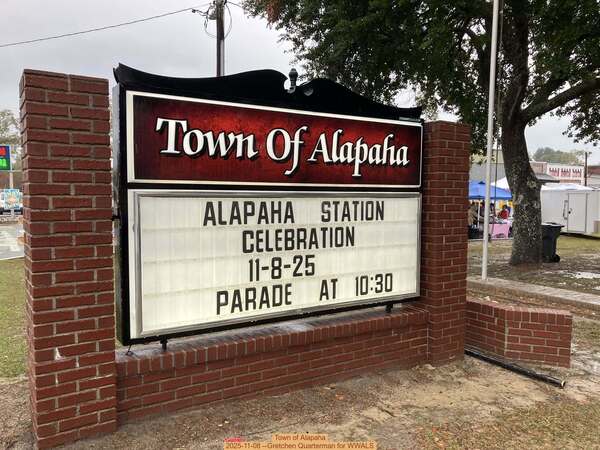 Town Of Alapaha
ALAPAHA STATION
CELEBRATION
11-8-25
PARADE AT 10:30
Town of Alapaha
2025-11-08 --Gretchen Quarterman for WWALS